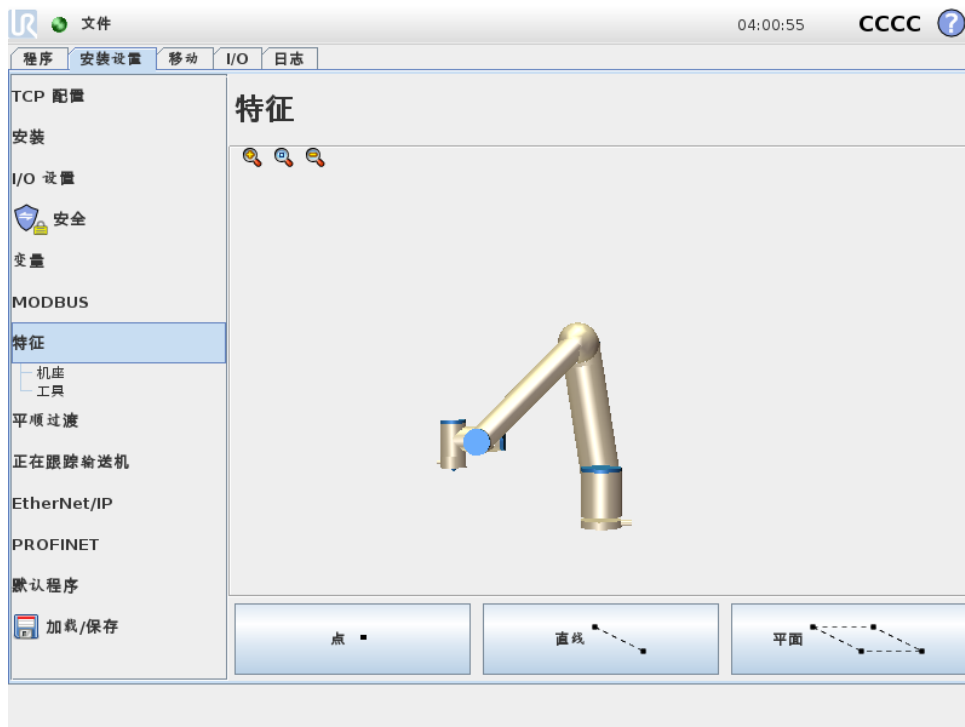 UR 文件 04:00:55 CCCC ?
程序 安装设置 移动 I/O 日志
TCP 配置
安装
I/O 设置
安全
变量
MODBUS
特征
机座
工具
平顺过渡
正在跟踪输送机
EtherNet/IP
PROFINET
默认程序
加载/保存
特征
点
直线
平面